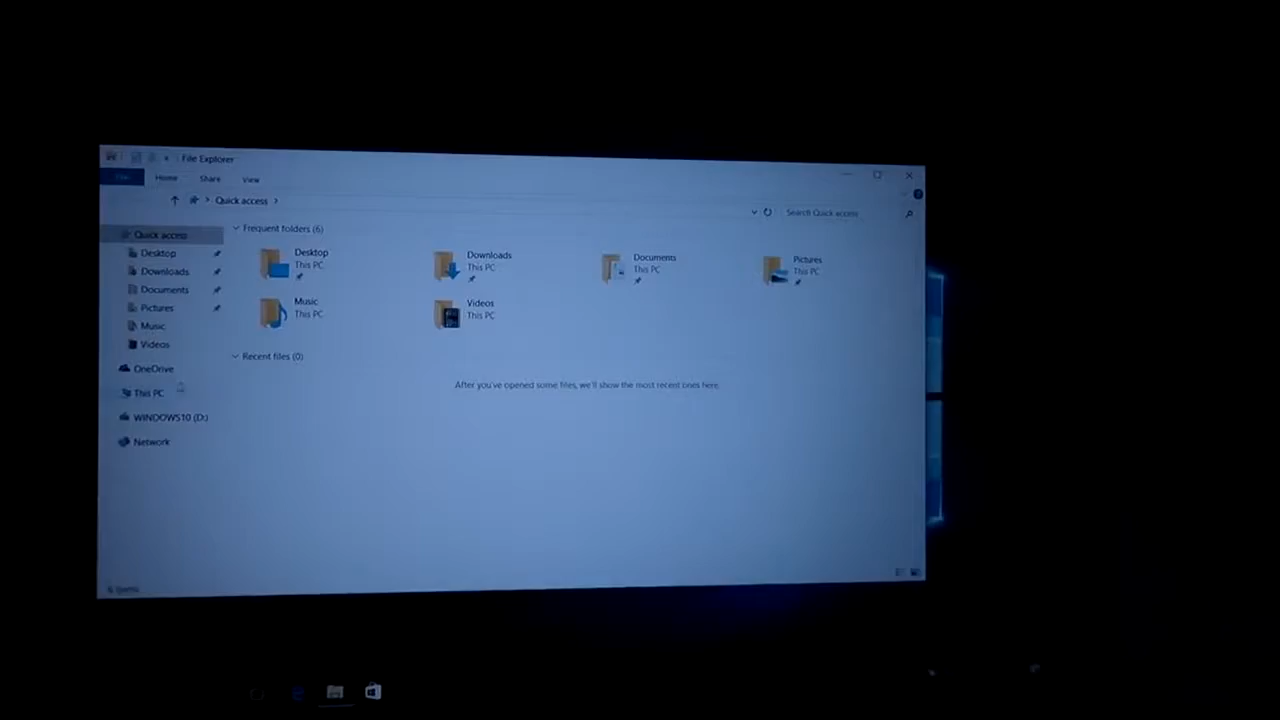 File Explorer
File Home Share View
Quick access
Search Quick access
Quick access
Desktop
Downloads
Documents
Pictures
Music
Videos
OneDrive
This PC
WINDOWS10 (D:)
Network
Frequent folders (6)
Desktop
This PC
Downloads
This PC
Documents
This PC
Pictures
This PC
Music
This PC
Videos
This PC
Recent files (0)
After you've opened some files, we'll show the most recent ones here.
6 items